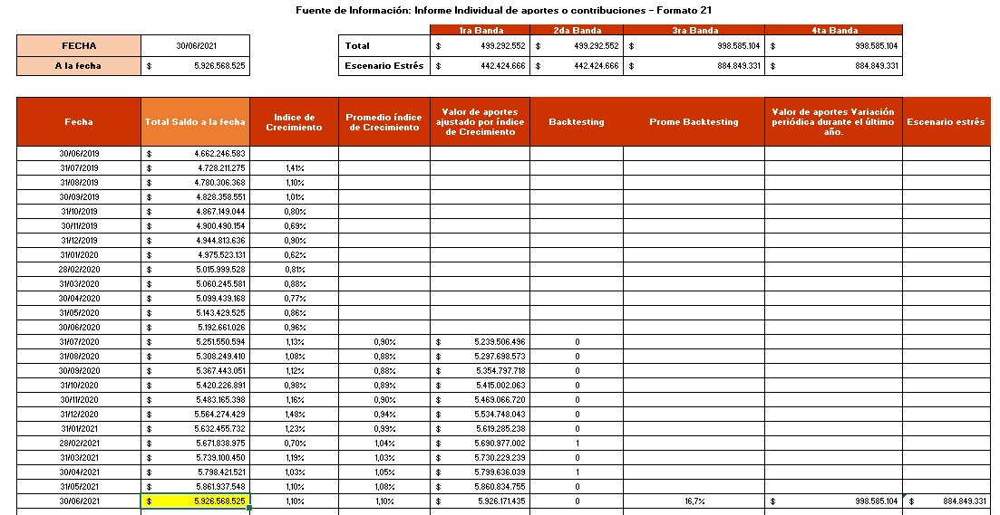 Fuente de Información: Informe Individual de aportes o contribuciones - Formato 21
1ra Banda 2da Banda 3ra Banda 4ta Banda
FECHA 30/06/2021 Total $ 499.292.552 $ 499.292.552 $ 998.585.104 $ 998.585.104
A la fecha $ 5.926.568.525 Escenario Estrés $ 442.424.666 $ 442.424.666 $ 884.849.331 $ 884.849.331
Fecha Total Saldo a la fecha Indice de Crecimiento Promedio índice de Crecimiento Valor de aportes ajustado por índice de Crecimiento Backtesting Prome Backtesting Valor de aportes Variación periódica durante el último año. Escenario estrés
30/06/2019 $ 4.662.246.583
31/07/2019 $ 4.728.211.275 1,41%
31/08/2019 $ 4.780.306.368 1,10%
30/09/2019 $ 4.828.358.551 1,01%
31/10/2019 $ 4.867.149.044 0,80%
30/11/2019 $ 4.900.490.154 0,69%
31/12/2019 $ 4.944.813.636 0,90%
31/01/2020 $ 4.975.523.131 0,62%
28/02/2020 $ 5.015.999.528 0,81%
31/03/2020 $ 5.060.245.581 0,88%
30/04/2020 $ 5.099.439.168 0,77%
31/05/2020 $ 5.143.429.525 0,86%
30/06/2020 $ 5.192.661.026 0,96%
31/07/2020 $ 5.251.550.594 1,13% 0,90% $ 5.239.506.496 0
31/08/2020 $ 5.308.249.410 1,08% 0,88% $ 5.297.698.573 0
30/09/2020 $ 5.367.443.051 1,12% 0,88% $ 5.354.797.718 0
31/10/2020 $ 5.420.226.891 0,98% 0,89% $ 5.415.002.063 0
30/11/2020 $ 5.483.165.398 1,16% 0,90% $ 5.469.066.720 0
31/12/2020 $ 5.564.274.429 1,48% 0,94% $ 5.534.748.043 0
31/01/2021 $ 5.632.455.732 1,23% 0,99% $ 5.619.285.238 0
28/02/2021 $ 5.671.838.975 0,70% 1,04% $ 5.690.977.002 1
31/03/2021 $ 5.739.100.450 1,19% 1,03% $ 5.730.229.239 0
30/04/2021 $ 5.798.421.521 1,03% 1,05% $ 5.799.636.039 1
31/05/2021 $ 5.861.937.548 1,10% 1,08% $ 5.860.834.755 0
30/06/2021 $ 5.926.568.525 1,10% 1,10% $ 5.926.171.435 0 16,7% $ 998.585.104 $ 884.849.331